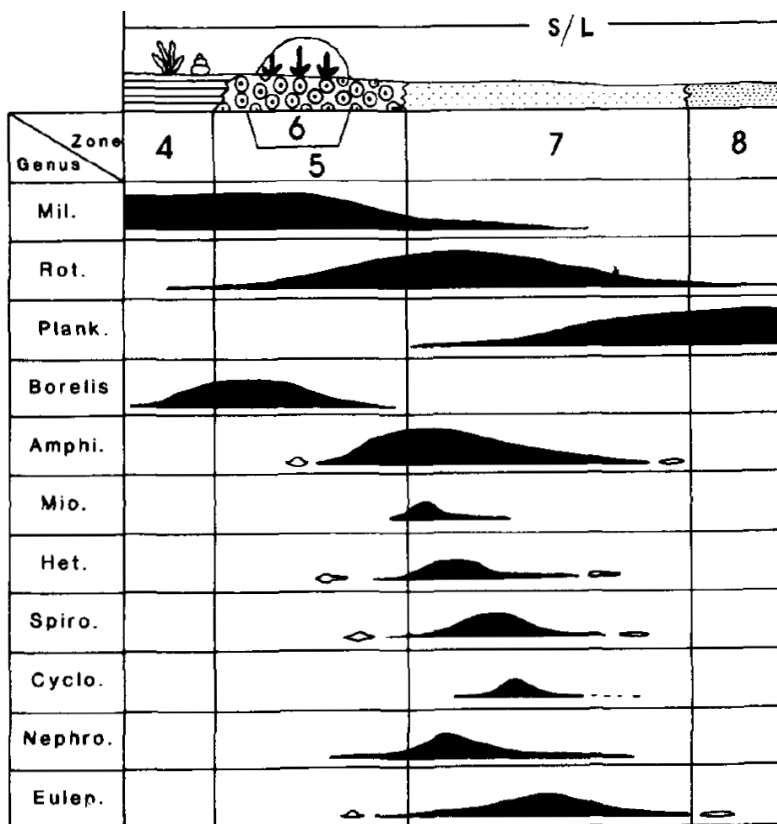 S/L
Zone
Genus
4
6
5
7
8
Mil.
Rot.
Plank.
Borelis
Amphi.
Mio.
Het.
Spiro.
Cyclo.
Nephro.
Eulep.